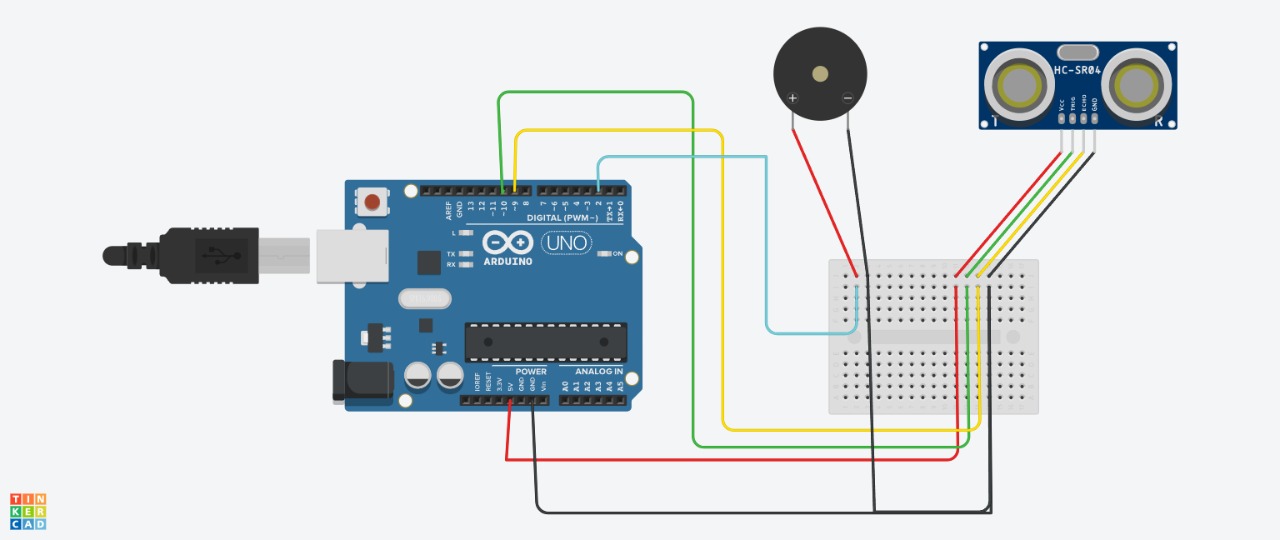 HC-SR04
VCC
TRIG
ECHO
GND
T
R
+
−
AREF
GND
13
12
~11
~10
~9
8
7
~6
~5
4
~3
2
TX→1
RX←0
DIGITAL (PWM~)
L
TX
RX
ARDUINO
UNO
ON
POWER
ANALOG IN
IOREF
RESET
3.3V
5V
GND
GND
Vin
A0
A1
A2
A3
A4
A5
TIN
KER
CAD